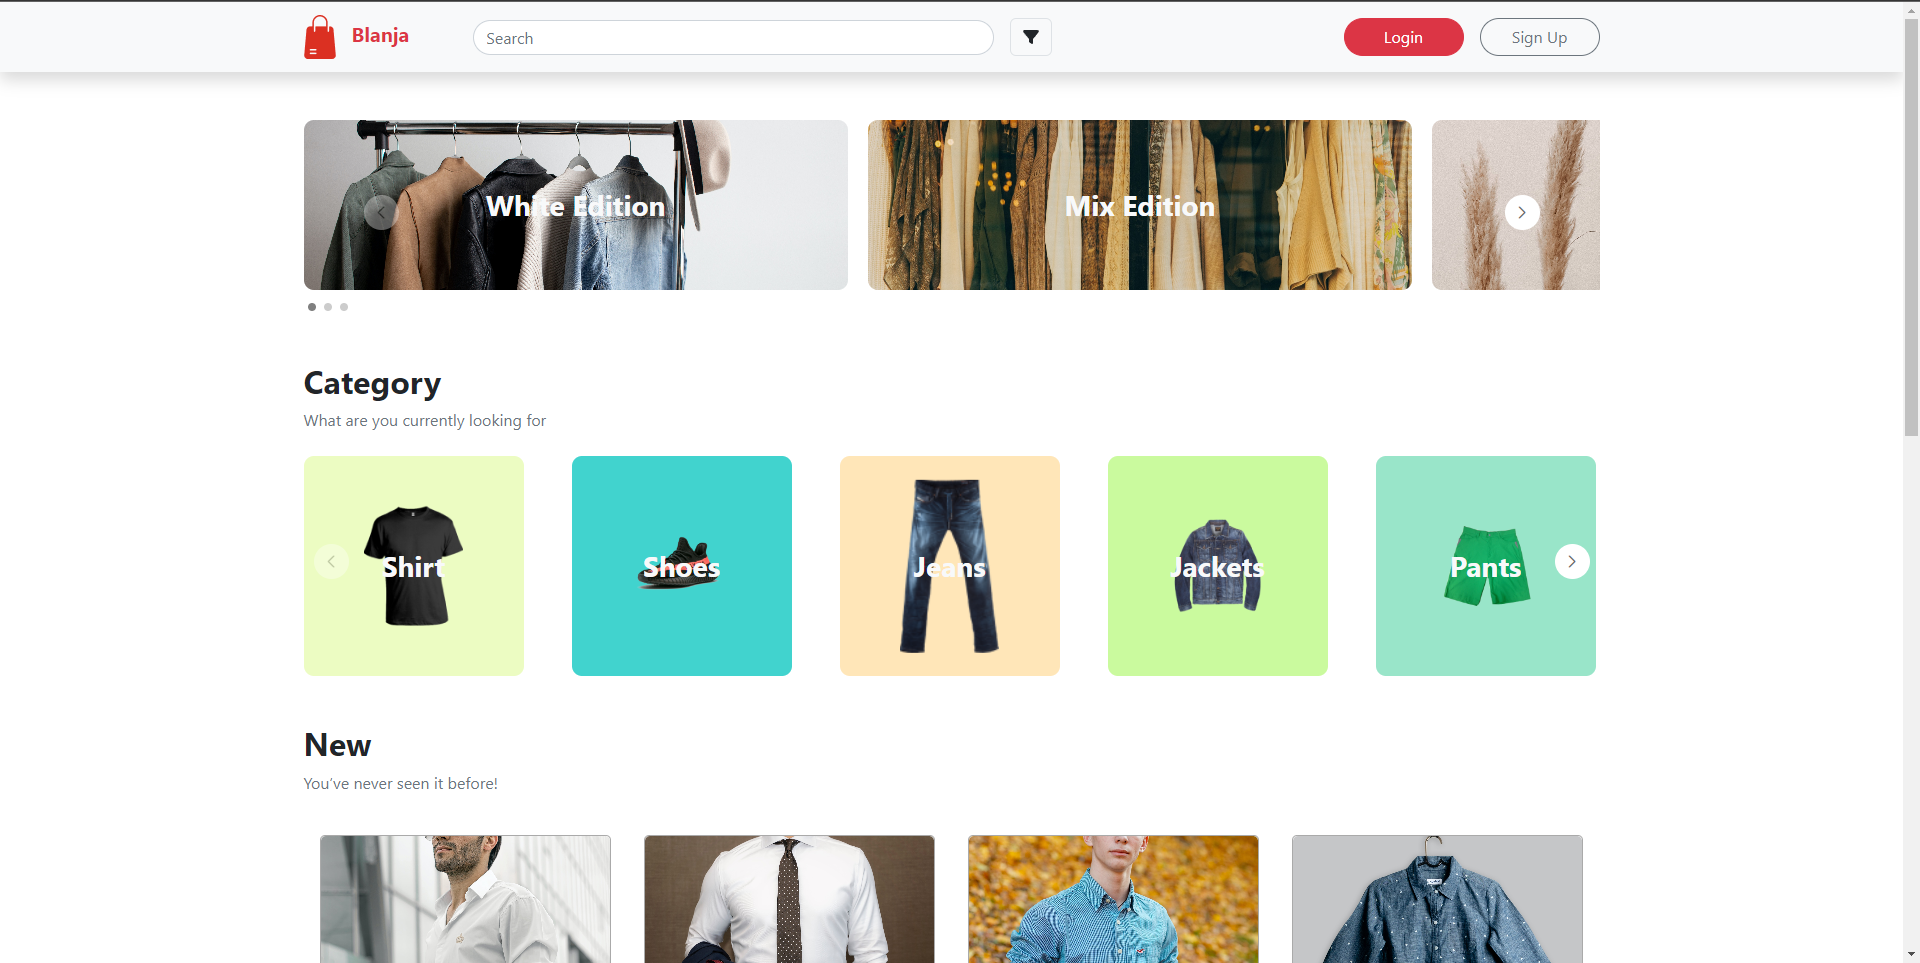 Blanja
Search
Login
Sign Up
White Edition
Mix Edition
Category
What are you currently looking for
Shirt
Shoes
Jeans
Jackets
Pants
New
You've never seen it before!